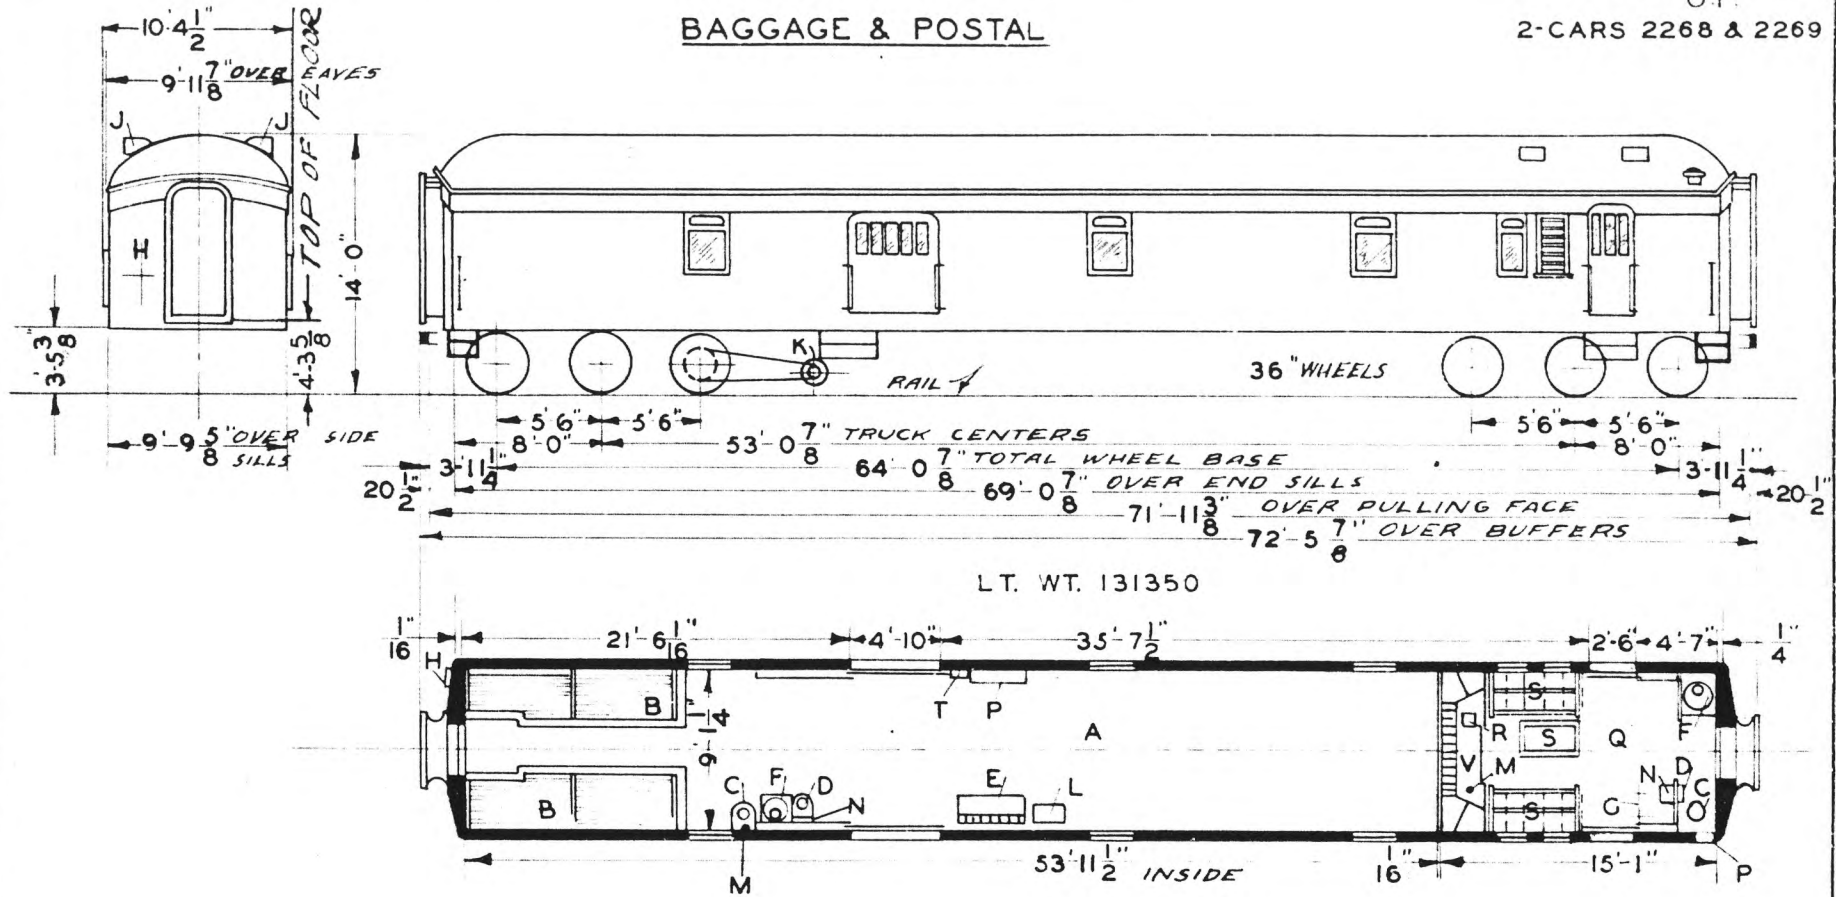 BAGGAGE & POSTAL
2-CARS 2268 & 2269
10'4 1/2"
9'-11 7/8" OVER EAVES
TOP OF FLOOR
J
J
H
14'-0"
3'-5 3/8"
4'-3 5/8"
K
RAIL
36" WHEELS
5'6"
5'6"
5'6"
5'6"
9'-9 5/8" OVER SIDE
SILLS
8'-0"
53'-0 7/8" TRUCK CENTERS
8'-0"
3'-11 1/4"
64'-0 7/8" TOTAL WHEEL BASE
3'-11 1/4"
20 1/2"
69'-0 7/8" OVER END SILLS
20 1/2"
71'-11 3/8" OVER PULLING FACE
72'-5 7/8" OVER BUFFERS
LT. WT. 131350
1/16"
21'-6 1/16"
4'-10"
35'-7 1/2"
2'-6"
4'-7"
1/4"
H
B
9'-1 1/4"
T
P
A
R
S
S
Q
F
B
C
F
D
N
E
L
V
M
S
G
N
D
C
M
53'-11 1/2" INSIDE
1/16"
15'-1"
P